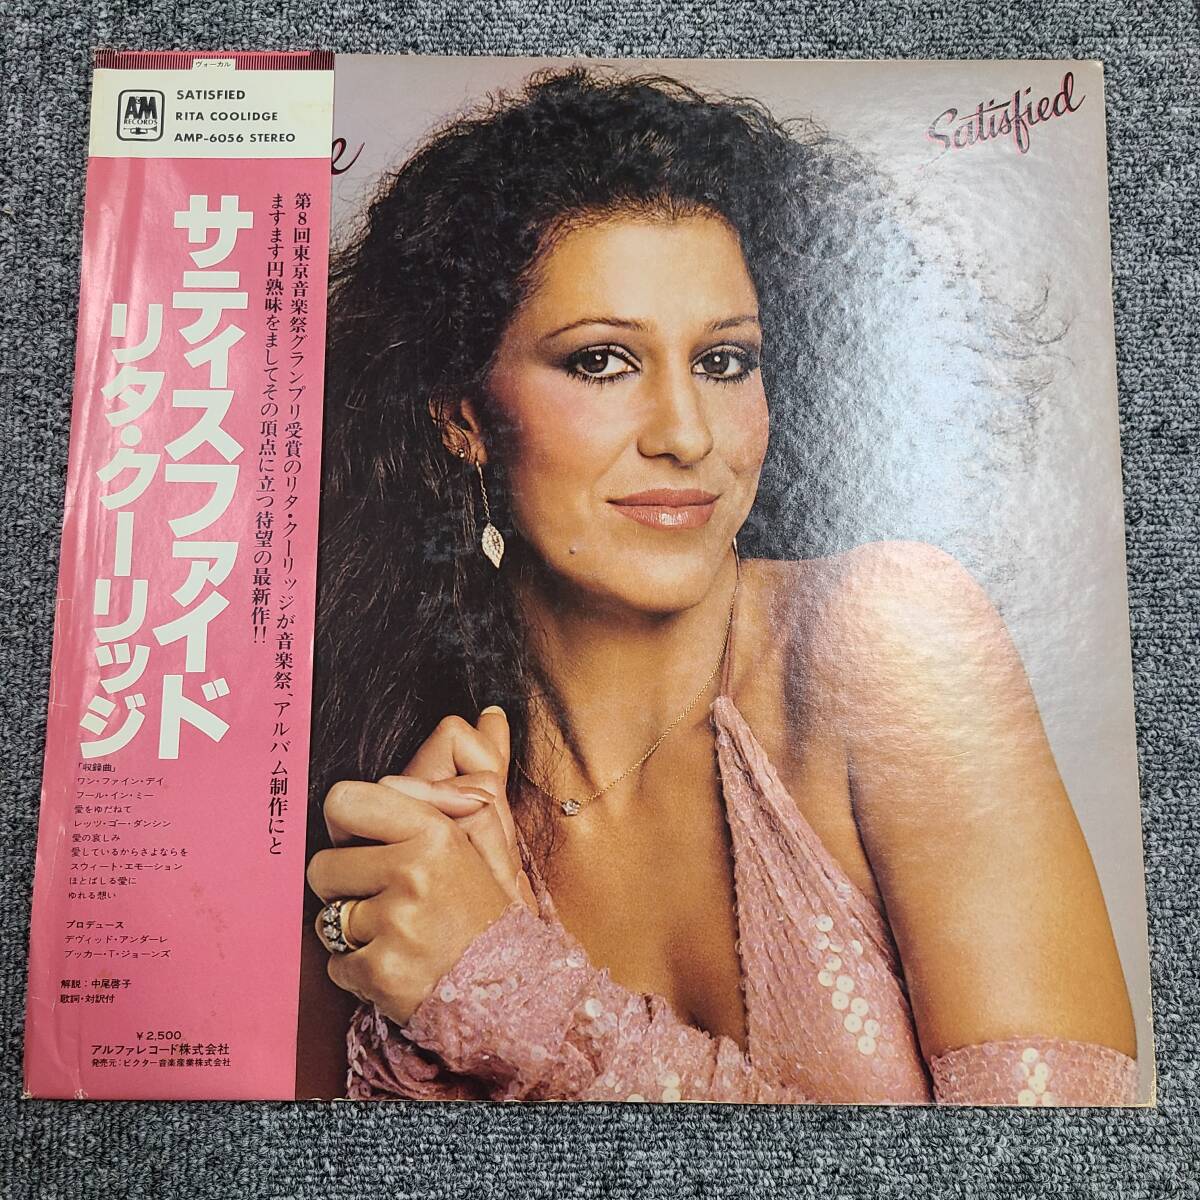 ヴォーカル
A&M
RECORDS
SATISFIED
RITA COOLIDGE
AMP-6056 STEREO
e
Satisfied
サティスファイド
リタ・クーリッジ
第8回東京音楽祭グランプリ受賞のリタ・クーリッジが音楽祭、アルバム制作にと
ますます円熟味をましてその頂点に立つ待望の最新作!!
「収録曲」
ワン・ファイン・デイ
フール・イン・ミー
愛をゆだねて
レッツ・ゴー・ダンシン
愛の哀しみ
愛しているからさよならを
スウィート・エモーション
ほとばしる愛に
ゆれる想い
プロデュース
デヴィッド・アンダーレ
ブッカー・T・ジョーンズ
解説：中尾啓子
歌詞・対訳付
￥2,500
アルファレコード株式会社
発売元：ビクター音楽産業株式会社